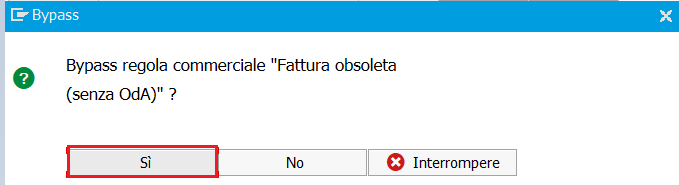 Bypass
Bypass regola commerciale "Fattura obsoleta
(senza OdA)" ?
Sì No Interrompere